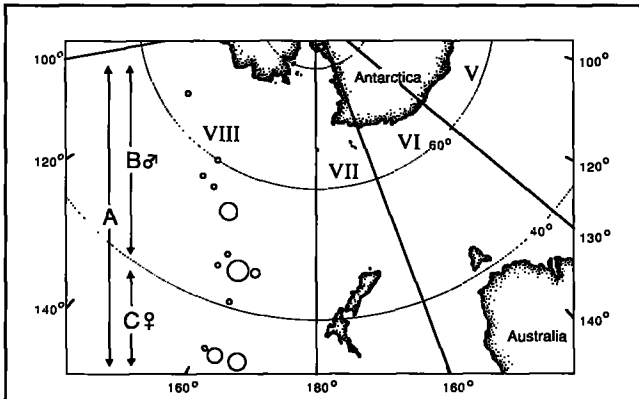 100° 100°
Antarctica
V
VIII
VI 60°
B♂
120° VII 120°
A
40°
130°
C♀
140° 140°
Australia
160° 180° 160°